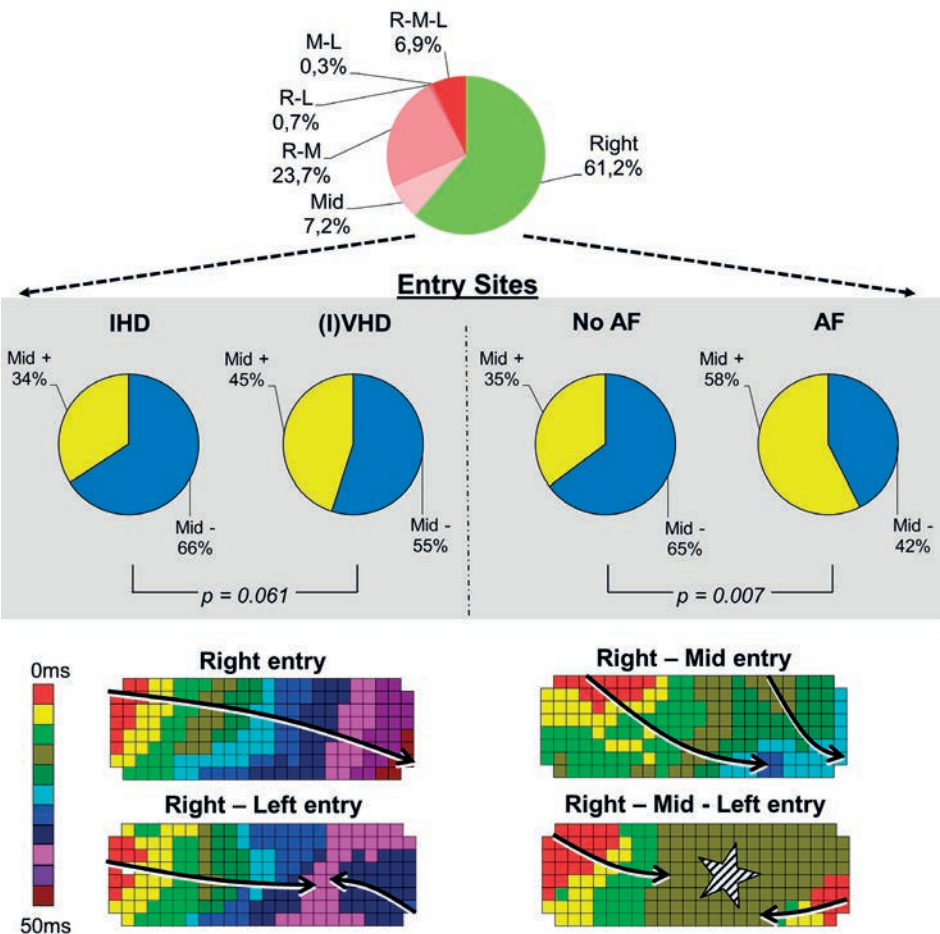 R-M-L
6,9%
M-L
0,3%
R-L
0,7%
R-M
23,7%
Mid
7,2%
Right
61,2%
Entry Sites
IHD
(I)VHD
No AF
AF
Mid +
34%
Mid -
66%
Mid +
45%
Mid -
55%
Mid +
35%
Mid -
65%
Mid +
58%
Mid -
42%
p = 0.061
p = 0.007
0ms
50ms
Right entry
Right – Mid entry
Right – Left entry
Right – Mid - Left entry